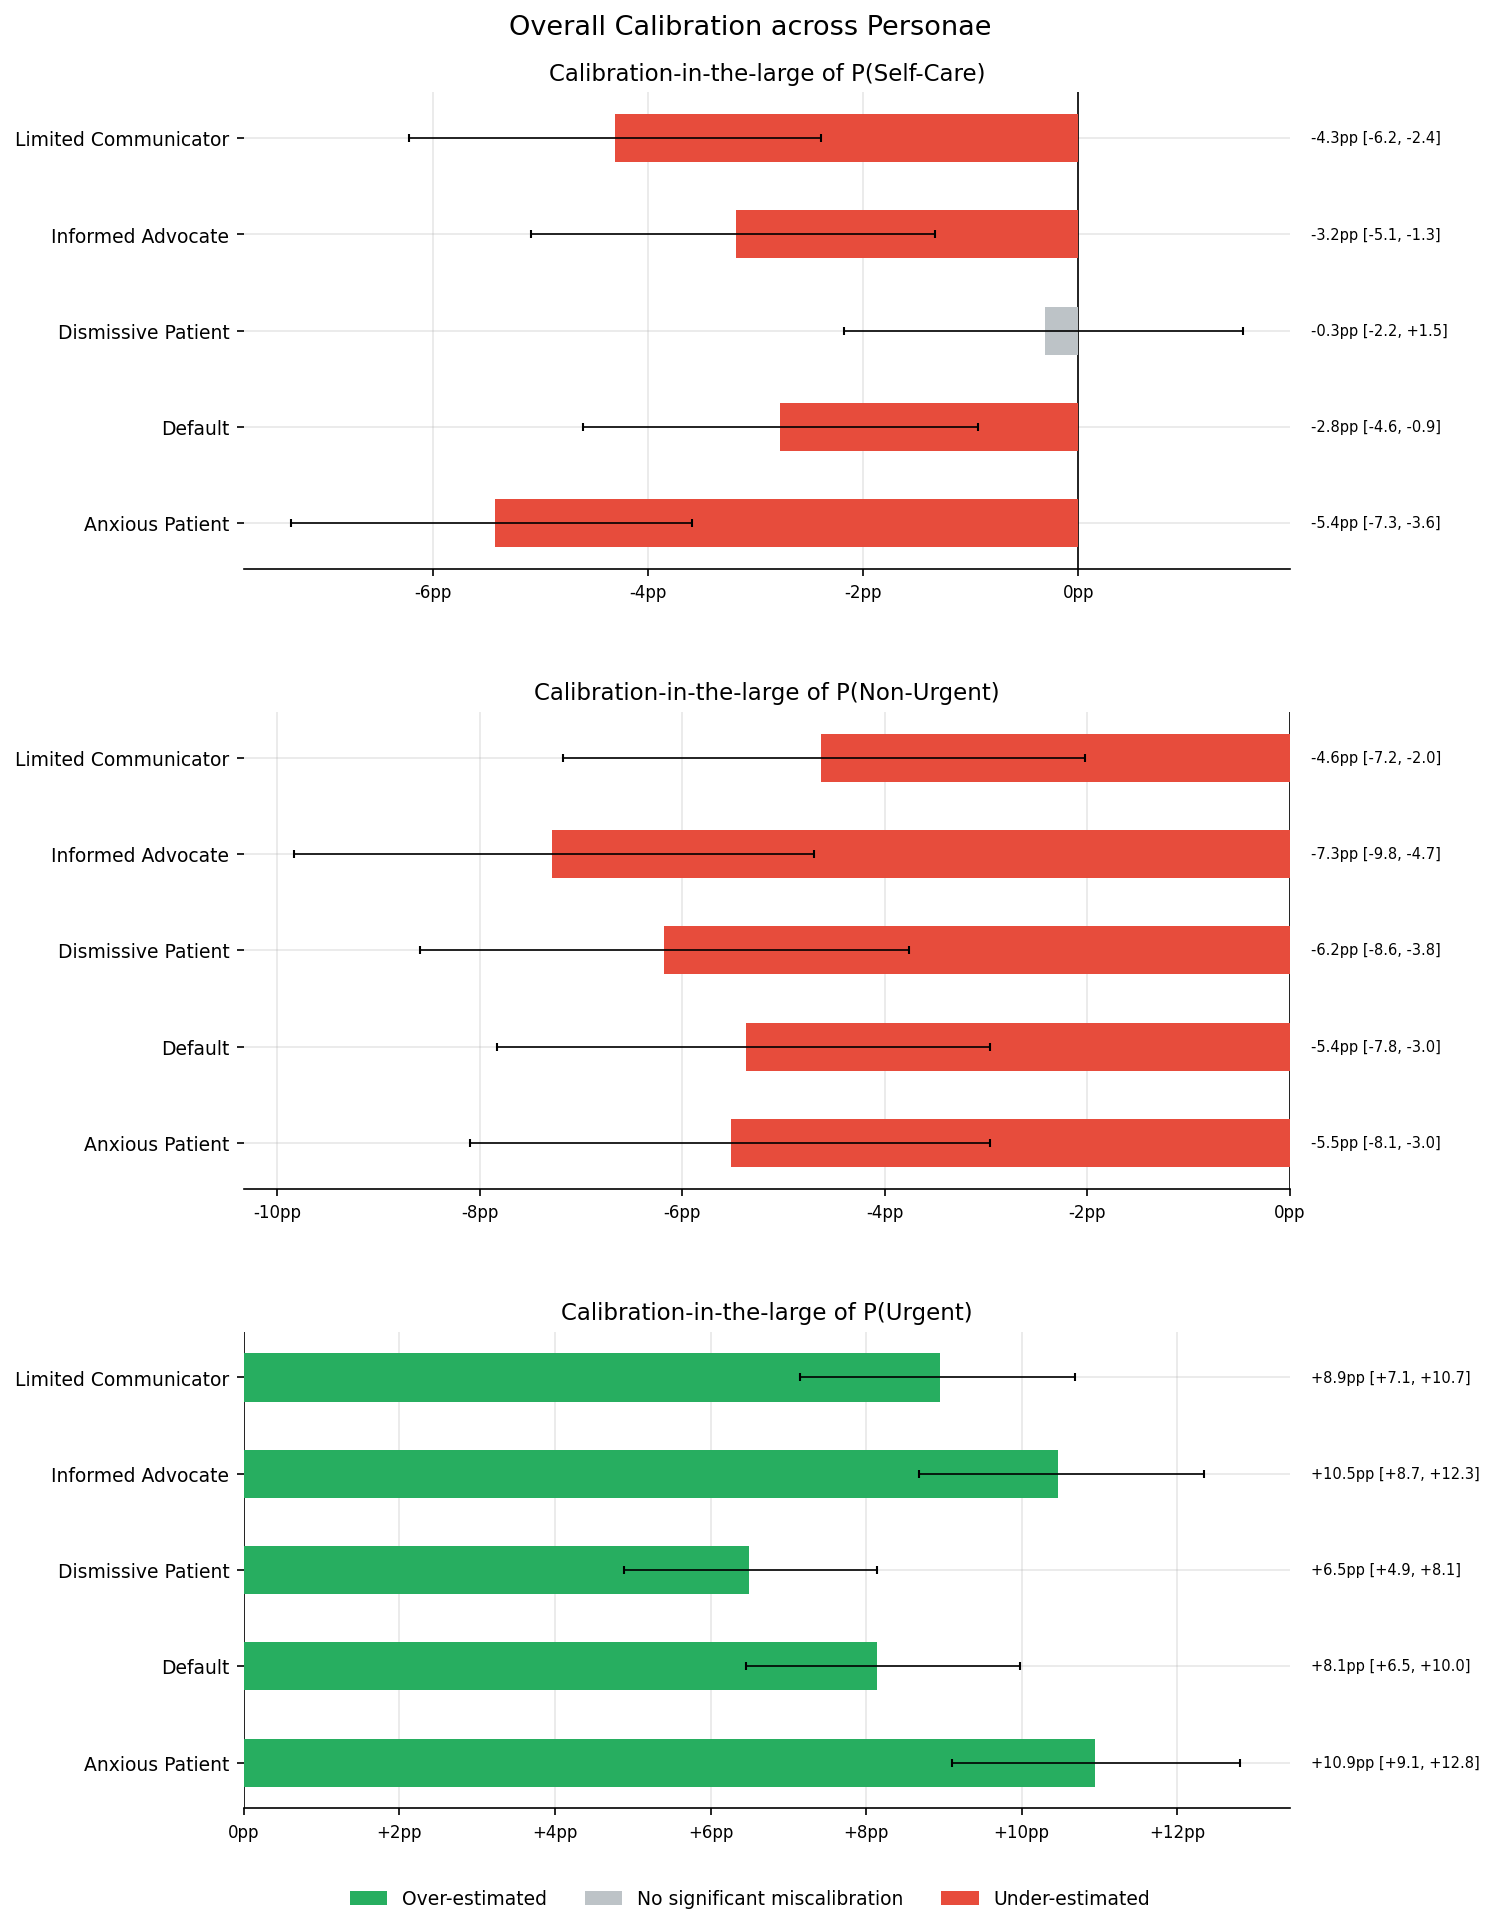 Overall Calibration across Personae
Calibration-in-the-large of P(Self-Care)
Limited Communicator
-4.3pp [-6.2, -2.4]
Informed Advocate
-3.2pp [-5.1, -1.3]
Dismissive Patient
-0.3pp [-2.2, +1.5]
Default
-2.8pp [-4.6, -0.9]
Anxious Patient
-5.4pp [-7.3, -3.6]
-6pp -4pp -2pp 0pp
Calibration-in-the-large of P(Non-Urgent)
Limited Communicator
-4.6pp [-7.2, -2.0]
Informed Advocate
-7.3pp [-9.8, -4.7]
Dismissive Patient
-6.2pp [-8.6, -3.8]
Default
-5.4pp [-7.8, -3.0]
Anxious Patient
-5.5pp [-8.1, -3.0]
-10pp -8pp -6pp -4pp -2pp 0pp
Calibration-in-the-large of P(Urgent)
Limited Communicator
+8.9pp [+7.1, +10.7]
Informed Advocate
+10.5pp [+8.7, +12.3]
Dismissive Patient
+6.5pp [+4.9, +8.1]
Default
+8.1pp [+6.5, +10.0]
Anxious Patient
+10.9pp [+9.1, +12.8]
0pp +2pp +4pp +6pp +8pp +10pp +12pp
Over-estimated No significant miscalibration Under-estimated